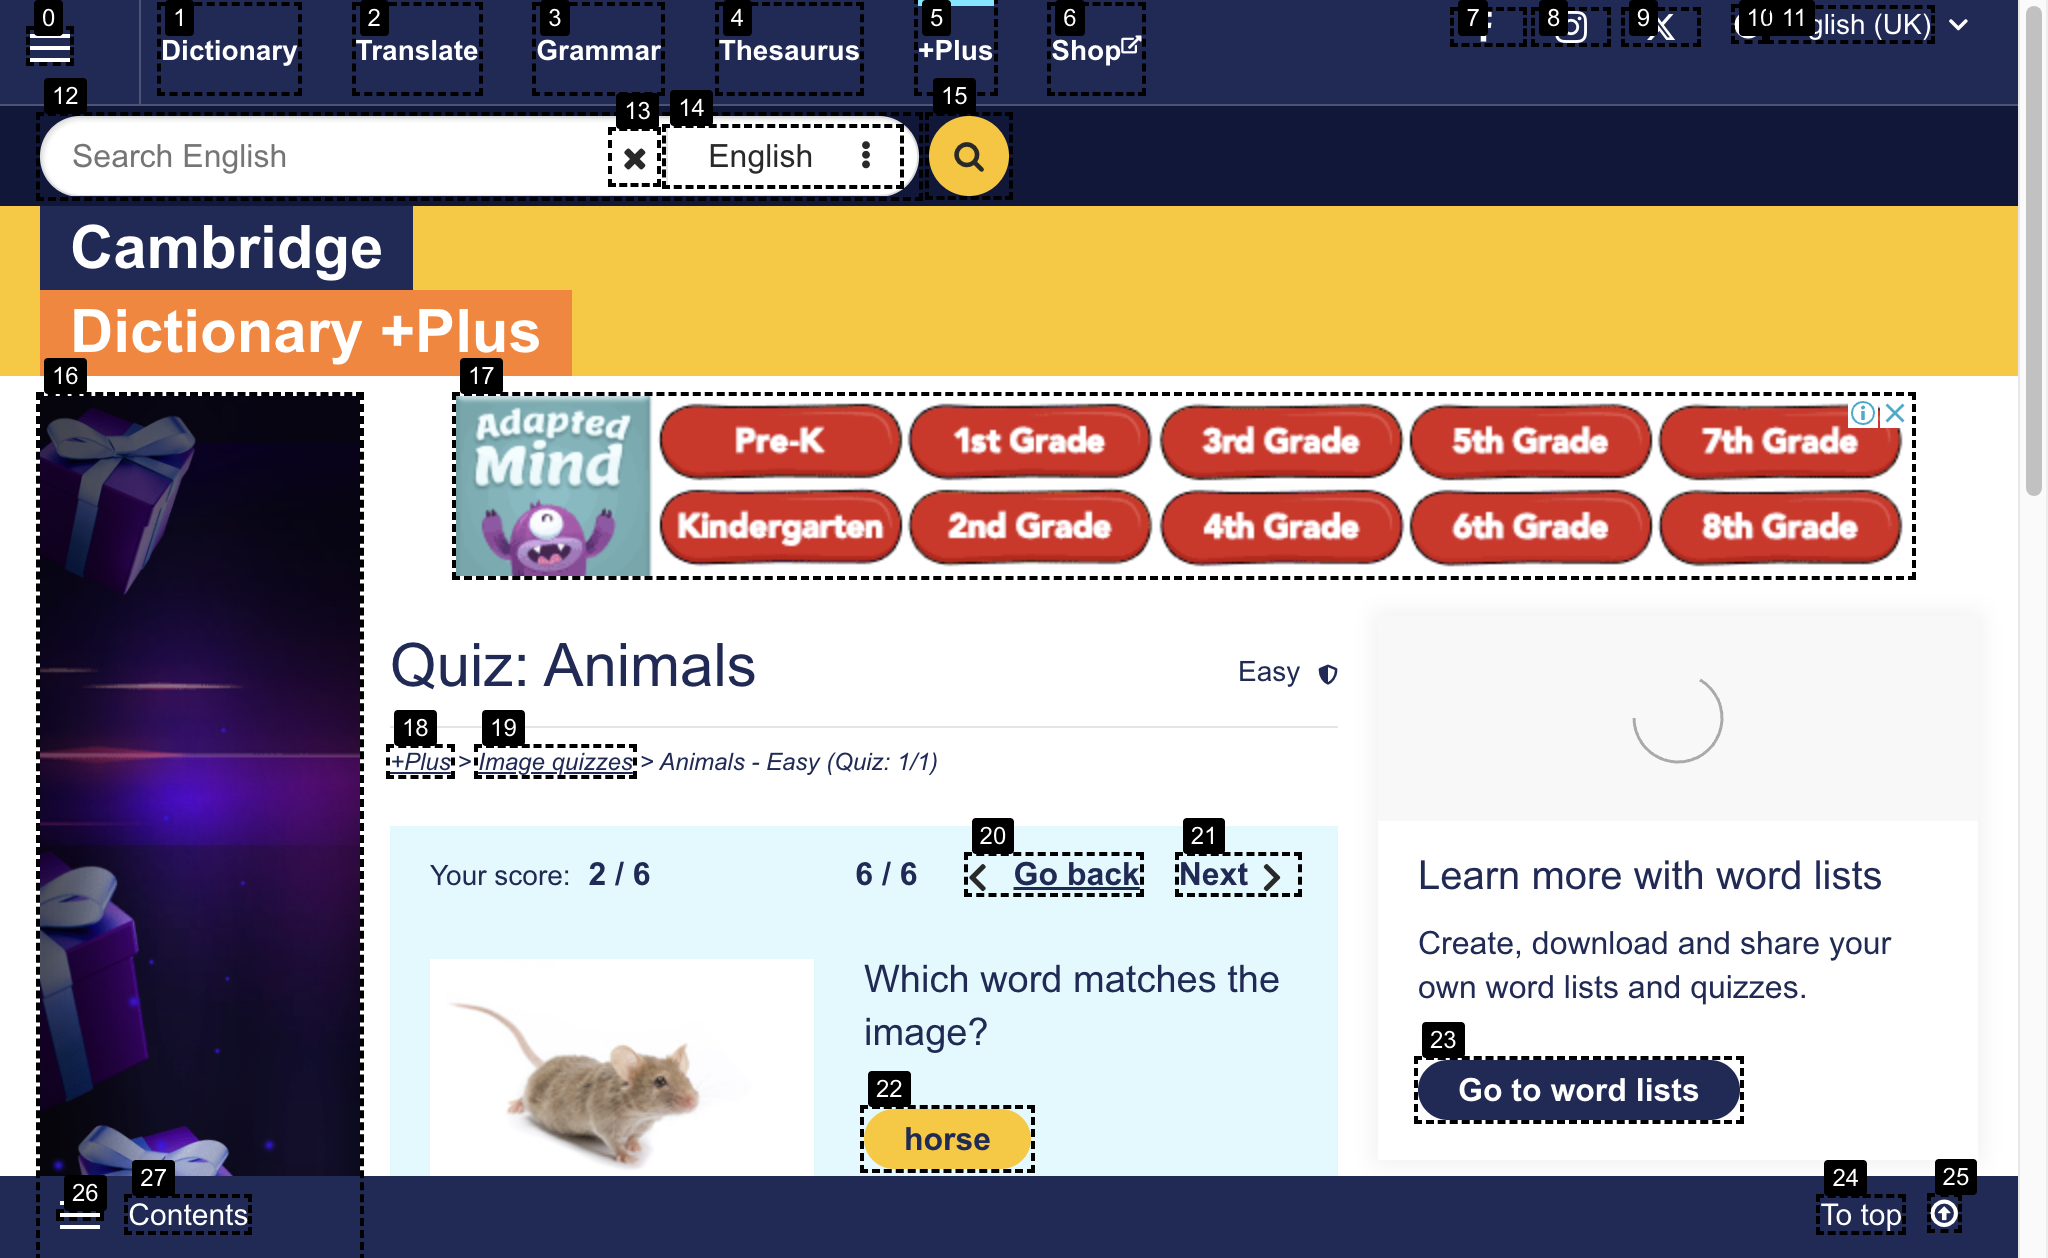 0 1 2 3 4 5 6 7 8 9 10 11
Dictionary Translate Grammar Thesaurus +Plus Shop glish (UK)
12 13 14 15
Search English English
Cambridge
Dictionary +Plus
16 17
Adapted Mind
Pre-K 1st Grade 3rd Grade 5th Grade 7th Grade
Kindergarten 2nd Grade 4th Grade 6th Grade 8th Grade
Quiz: Animals
Easy
18 19
+Plus > Image quizzes > Animals - Easy (Quiz: 1/1)
20 21
Your score: 2 / 6 6 / 6 Go back Next
Which word matches the
image?
22
horse
Learn more with word lists
Create, download and share your
own word lists and quizzes.
23
Go to word lists
26 27 24 25
Contents To top